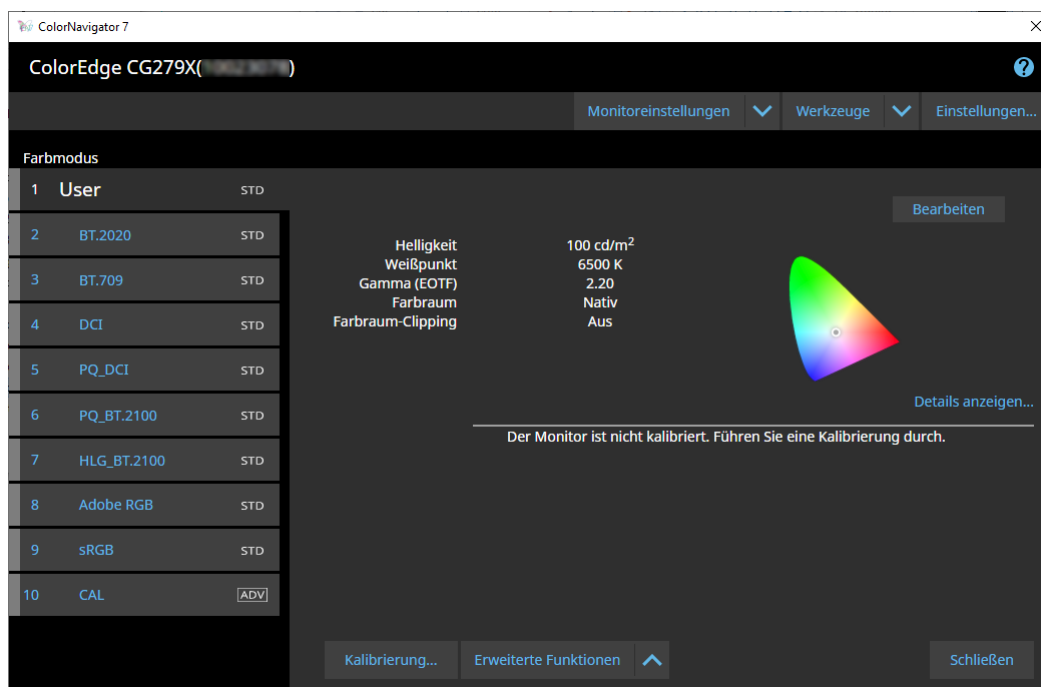 ColorNavigator 7
ColorEdge CG279X( )
Monitoreinstellungen Werkzeuge Einstellungen...
Farbmodus
1 User STD
2 BT.2020 STD
3 BT.709 STD
4 DCI STD
5 PQ_DCI STD
6 PQ_BT.2100 STD
7 HLG_BT.2100 STD
8 Adobe RGB STD
9 sRGB STD
10 CAL ADV
Bearbeiten
Helligkeit 100 cd/m²
Weißpunkt 6500 K
Gamma (EOTF) 2.20
Farbraum Nativ
Farbraum-Clipping Aus
Details anzeigen...
Der Monitor ist nicht kalibriert. Führen Sie eine Kalibrierung durch.
Kalibrierung... Erweiterte Funktionen Schließen